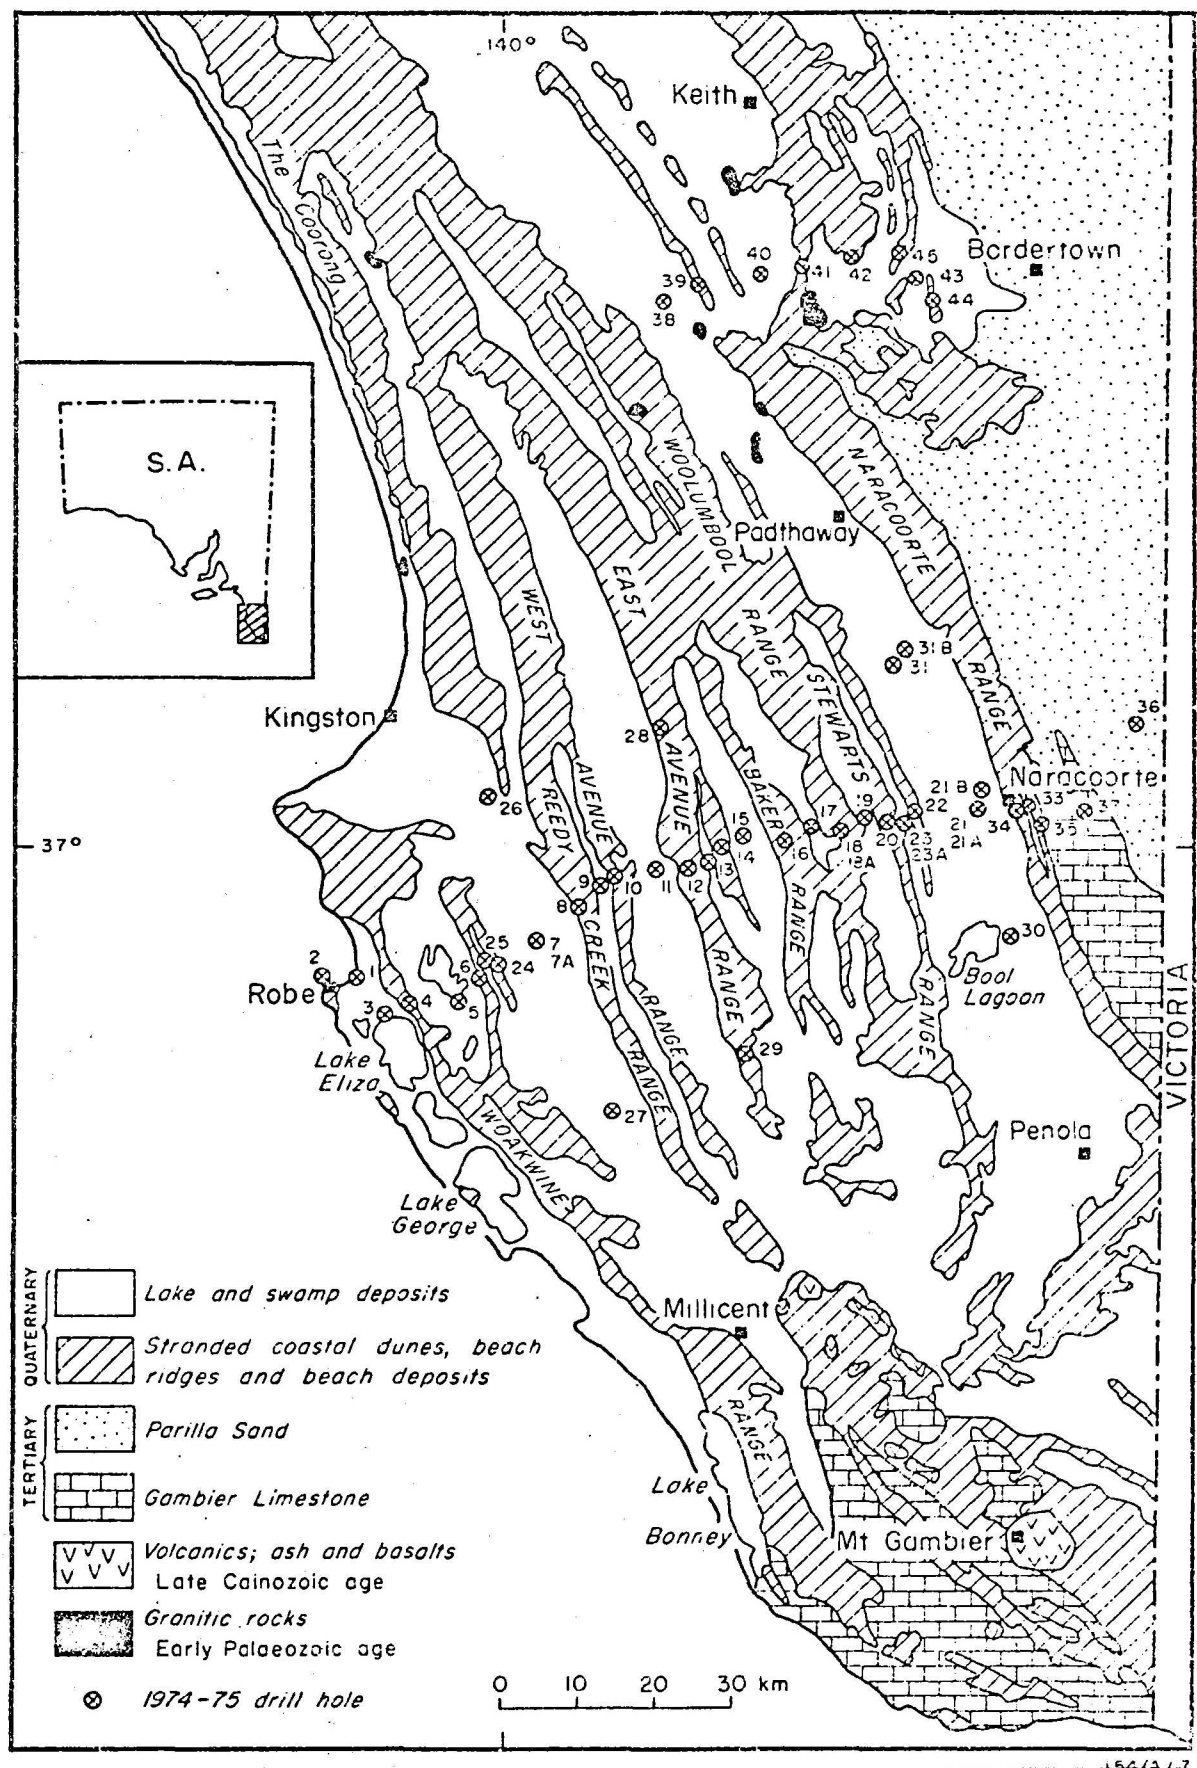 140°
Keith
The Coorong
Bordertown
40
41
42
45
43
44
39
38
S.A.
WOOLUMBOOL
RANGE
Padthaway
NARACOORTE
RANGE
EAST
AVENUE
RANGE
WEST
AVENUE
RANGE
STEWARTS
RANGE
31B
31
36
Kingston
28
BAKER
RANGE
Naracoorte
21 B
33
26
REEDY
CREEK
RANGE
15
17
19
22
21
21A
34
35
37°
14
16
18
18A
20
23A
13
12
11
10
9
8
7
7A
30
Bool
Lagoon
25
24
6
5
2
1
Robe
3
4
Lake
Eliza
29
27
VICTORIA
Penola
WOAKWINE
RANGE
Lake
George
Millicent
QUATERNARY
Lake and swamp deposits
Stranded coastal dunes, beach
ridges and beach deposits
TERTIARY
Parilla Sand
Gambier Limestone
Volcanics; ash and basalts
Late Cainozoic age
Granitic rocks
Early Palaeozoic age
1974-75 drill hole
Lake
Bonney
Mt Gambier
0 10 20 30 km